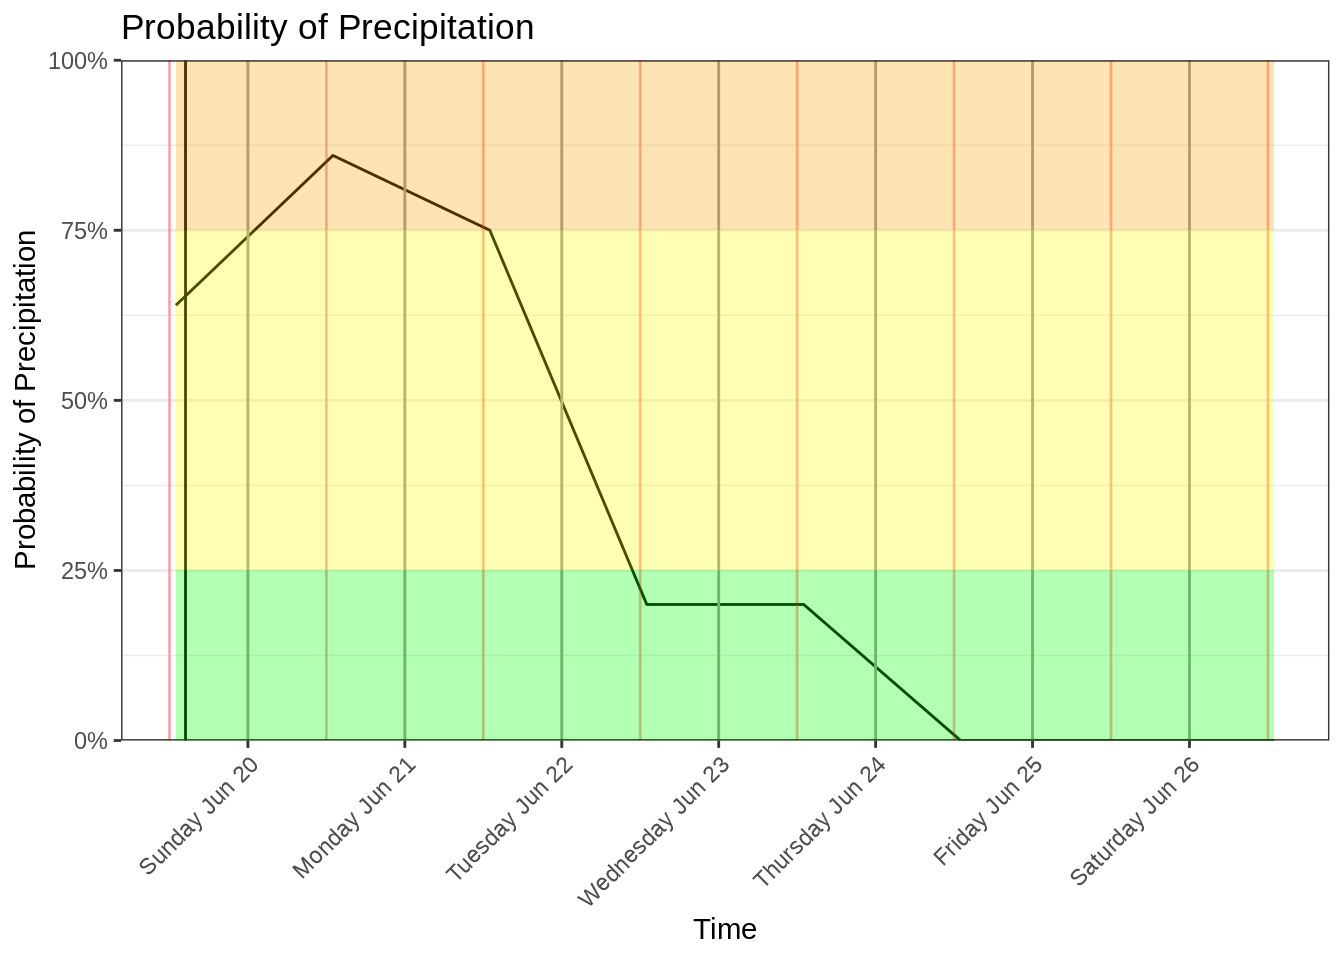 Probability of Precipitation
Probability of Precipitation
100%
75%
50%
25%
0%
Sunday Jun 20
Monday Jun 21
Tuesday Jun 22
Wednesday Jun 23
Thursday Jun 24
Friday Jun 25
Saturday Jun 26
Time